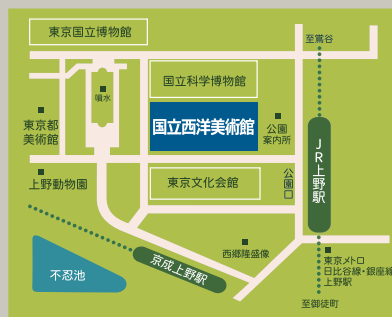 東京国立博物館
至鶯谷
国立科学博物館
噴水
国立西洋美術館
東京都
美術館
公園
案内所
JR上野駅
上野動物園
東京文化会館
公園口
西郷隆盛像
京成上野駅
不忍池
東京メトロ
日比谷線・銀座線
上野駅
至御徒町